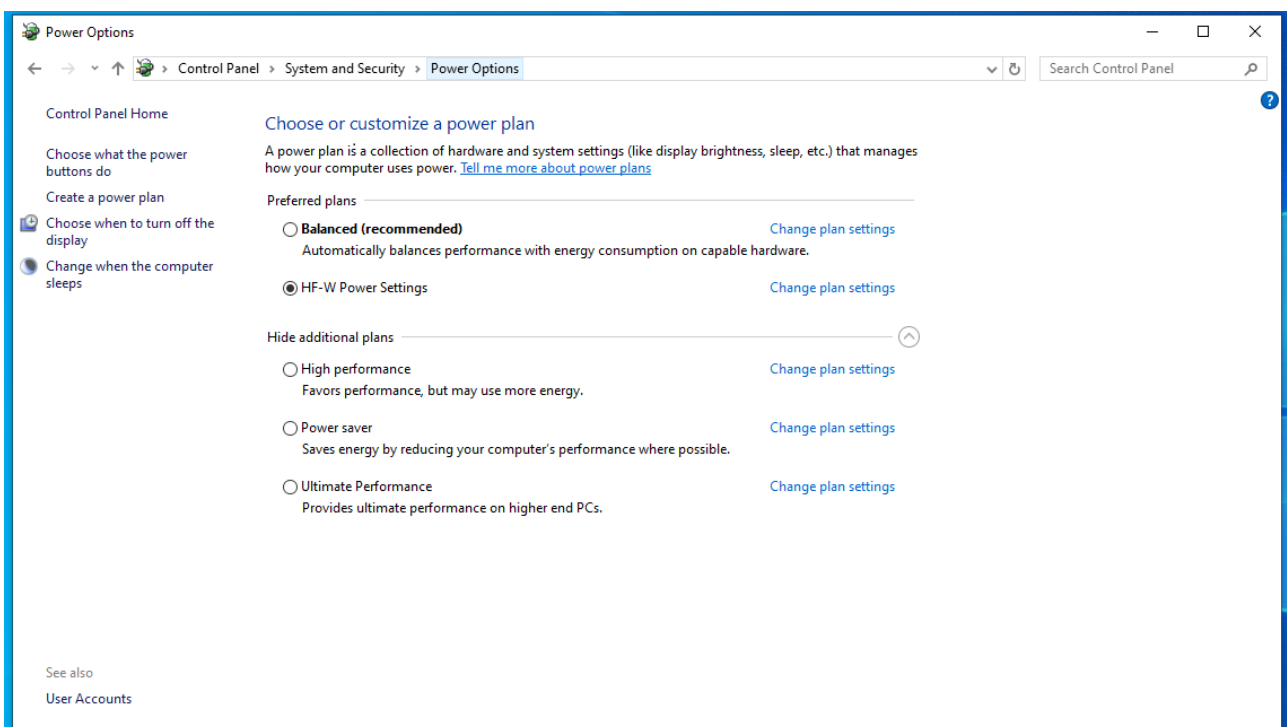 Power Options
Control Panel > System and Security > Power Options
Search Control Panel
Control Panel Home
Choose what the power
buttons do
Create a power plan
Choose when to turn off the
display
Change when the computer
sleeps
Choose or customize a power plan
A power plan is a collection of hardware and system settings (like display brightness, sleep, etc.) that manages
how your computer uses power. Tell me more about power plans
Preferred plans
Balanced (recommended) Change plan settings
Automatically balances performance with energy consumption on capable hardware.
HF-W Power Settings Change plan settings
Hide additional plans
High performance Change plan settings
Favors performance, but may use more energy.
Power saver Change plan settings
Saves energy by reducing your computer's performance where possible.
Ultimate Performance Change plan settings
Provides ultimate performance on higher end PCs.
See also
User Accounts